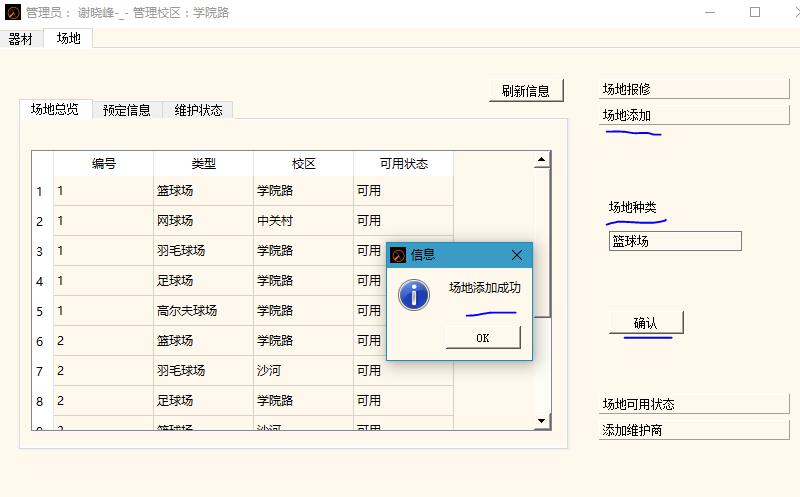 管理员： 谢晓峰-_- 管理校区：学院路
器材 场地
刷新信息
场地总览 预定信息 维护状态
编号 类型 校区 可用状态
1 1 篮球场 学院路 可用
2 1 网球场 中关村 可用
3 1 羽毛球场 学院路 可用
4 1 足球场 学院路 可用
5 1 高尔夫球场 学院路 可用
6 2 篮球场 学院路 可用
7 2 羽毛球场 沙河 可用
8 2 足球场 学院路 可用
篮球场 沙河 可用
信息
场地添加成功
OK
场地报修
场地添加
场地种类
篮球场
确认
场地可用状态
添加维护商